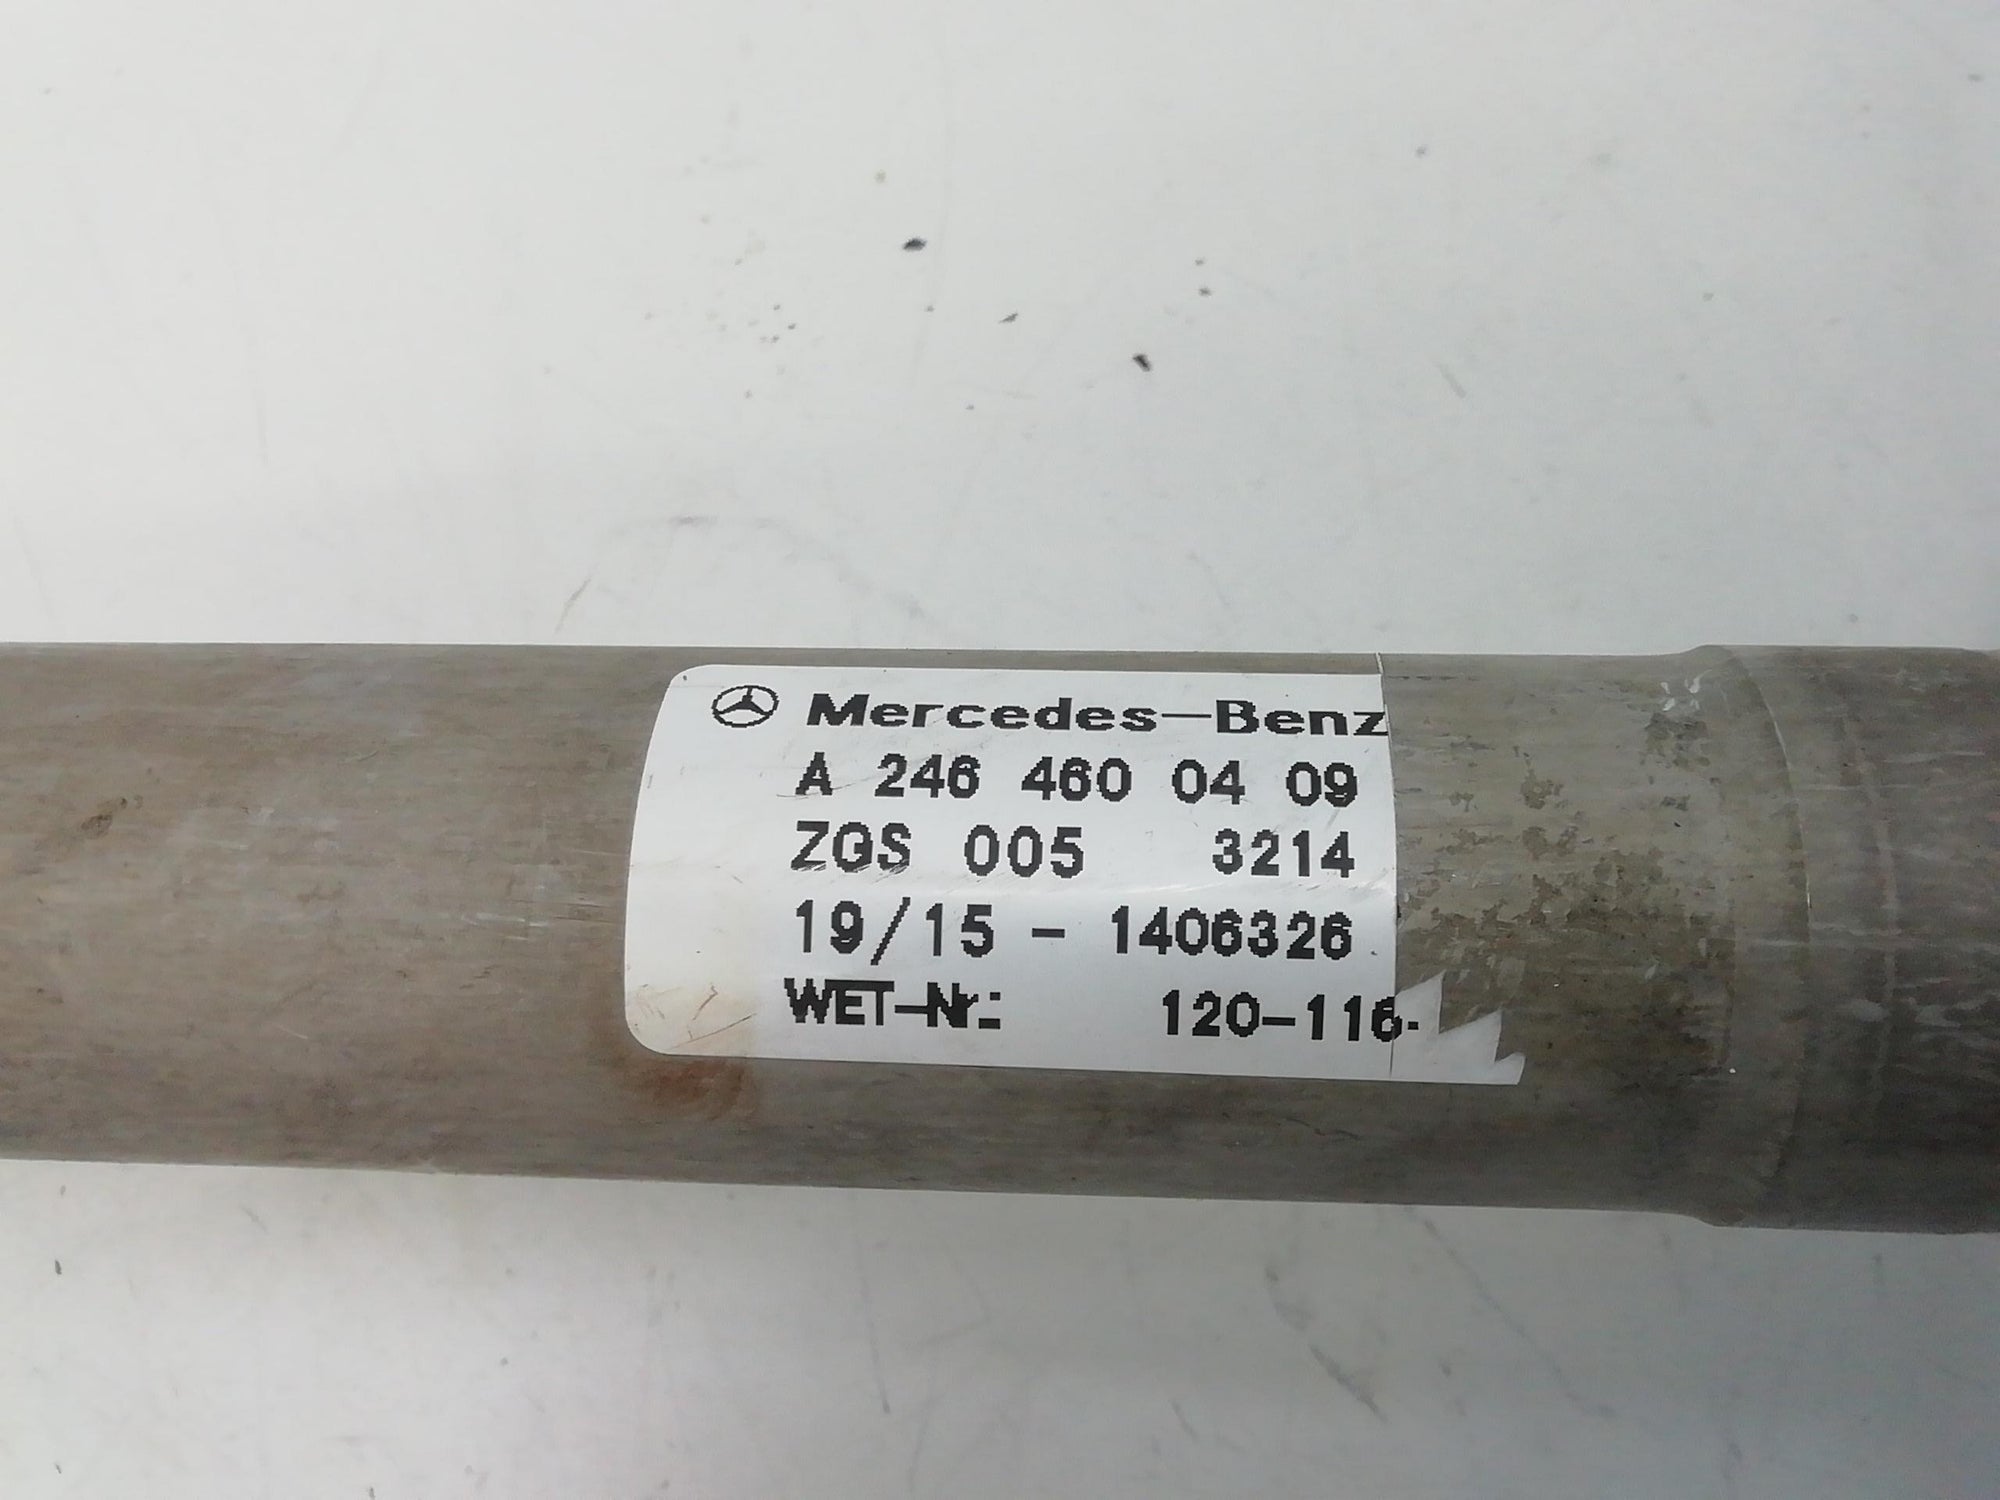 Mercedes-Benz
A 246 460 04 09
ZGS 005 3214
19/15 - 1406326
WET-Nr.: 120-116-